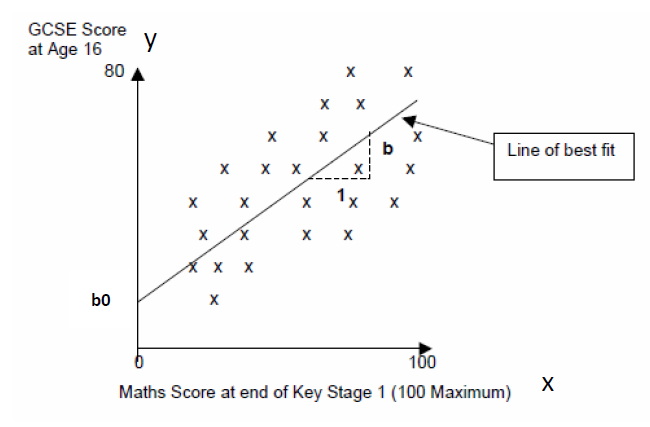 GCSE Score
at Age 16
y
80
b
Line of best fit
1
b0
0
100
Maths Score at end of Key Stage 1 (100 Maximum)
x